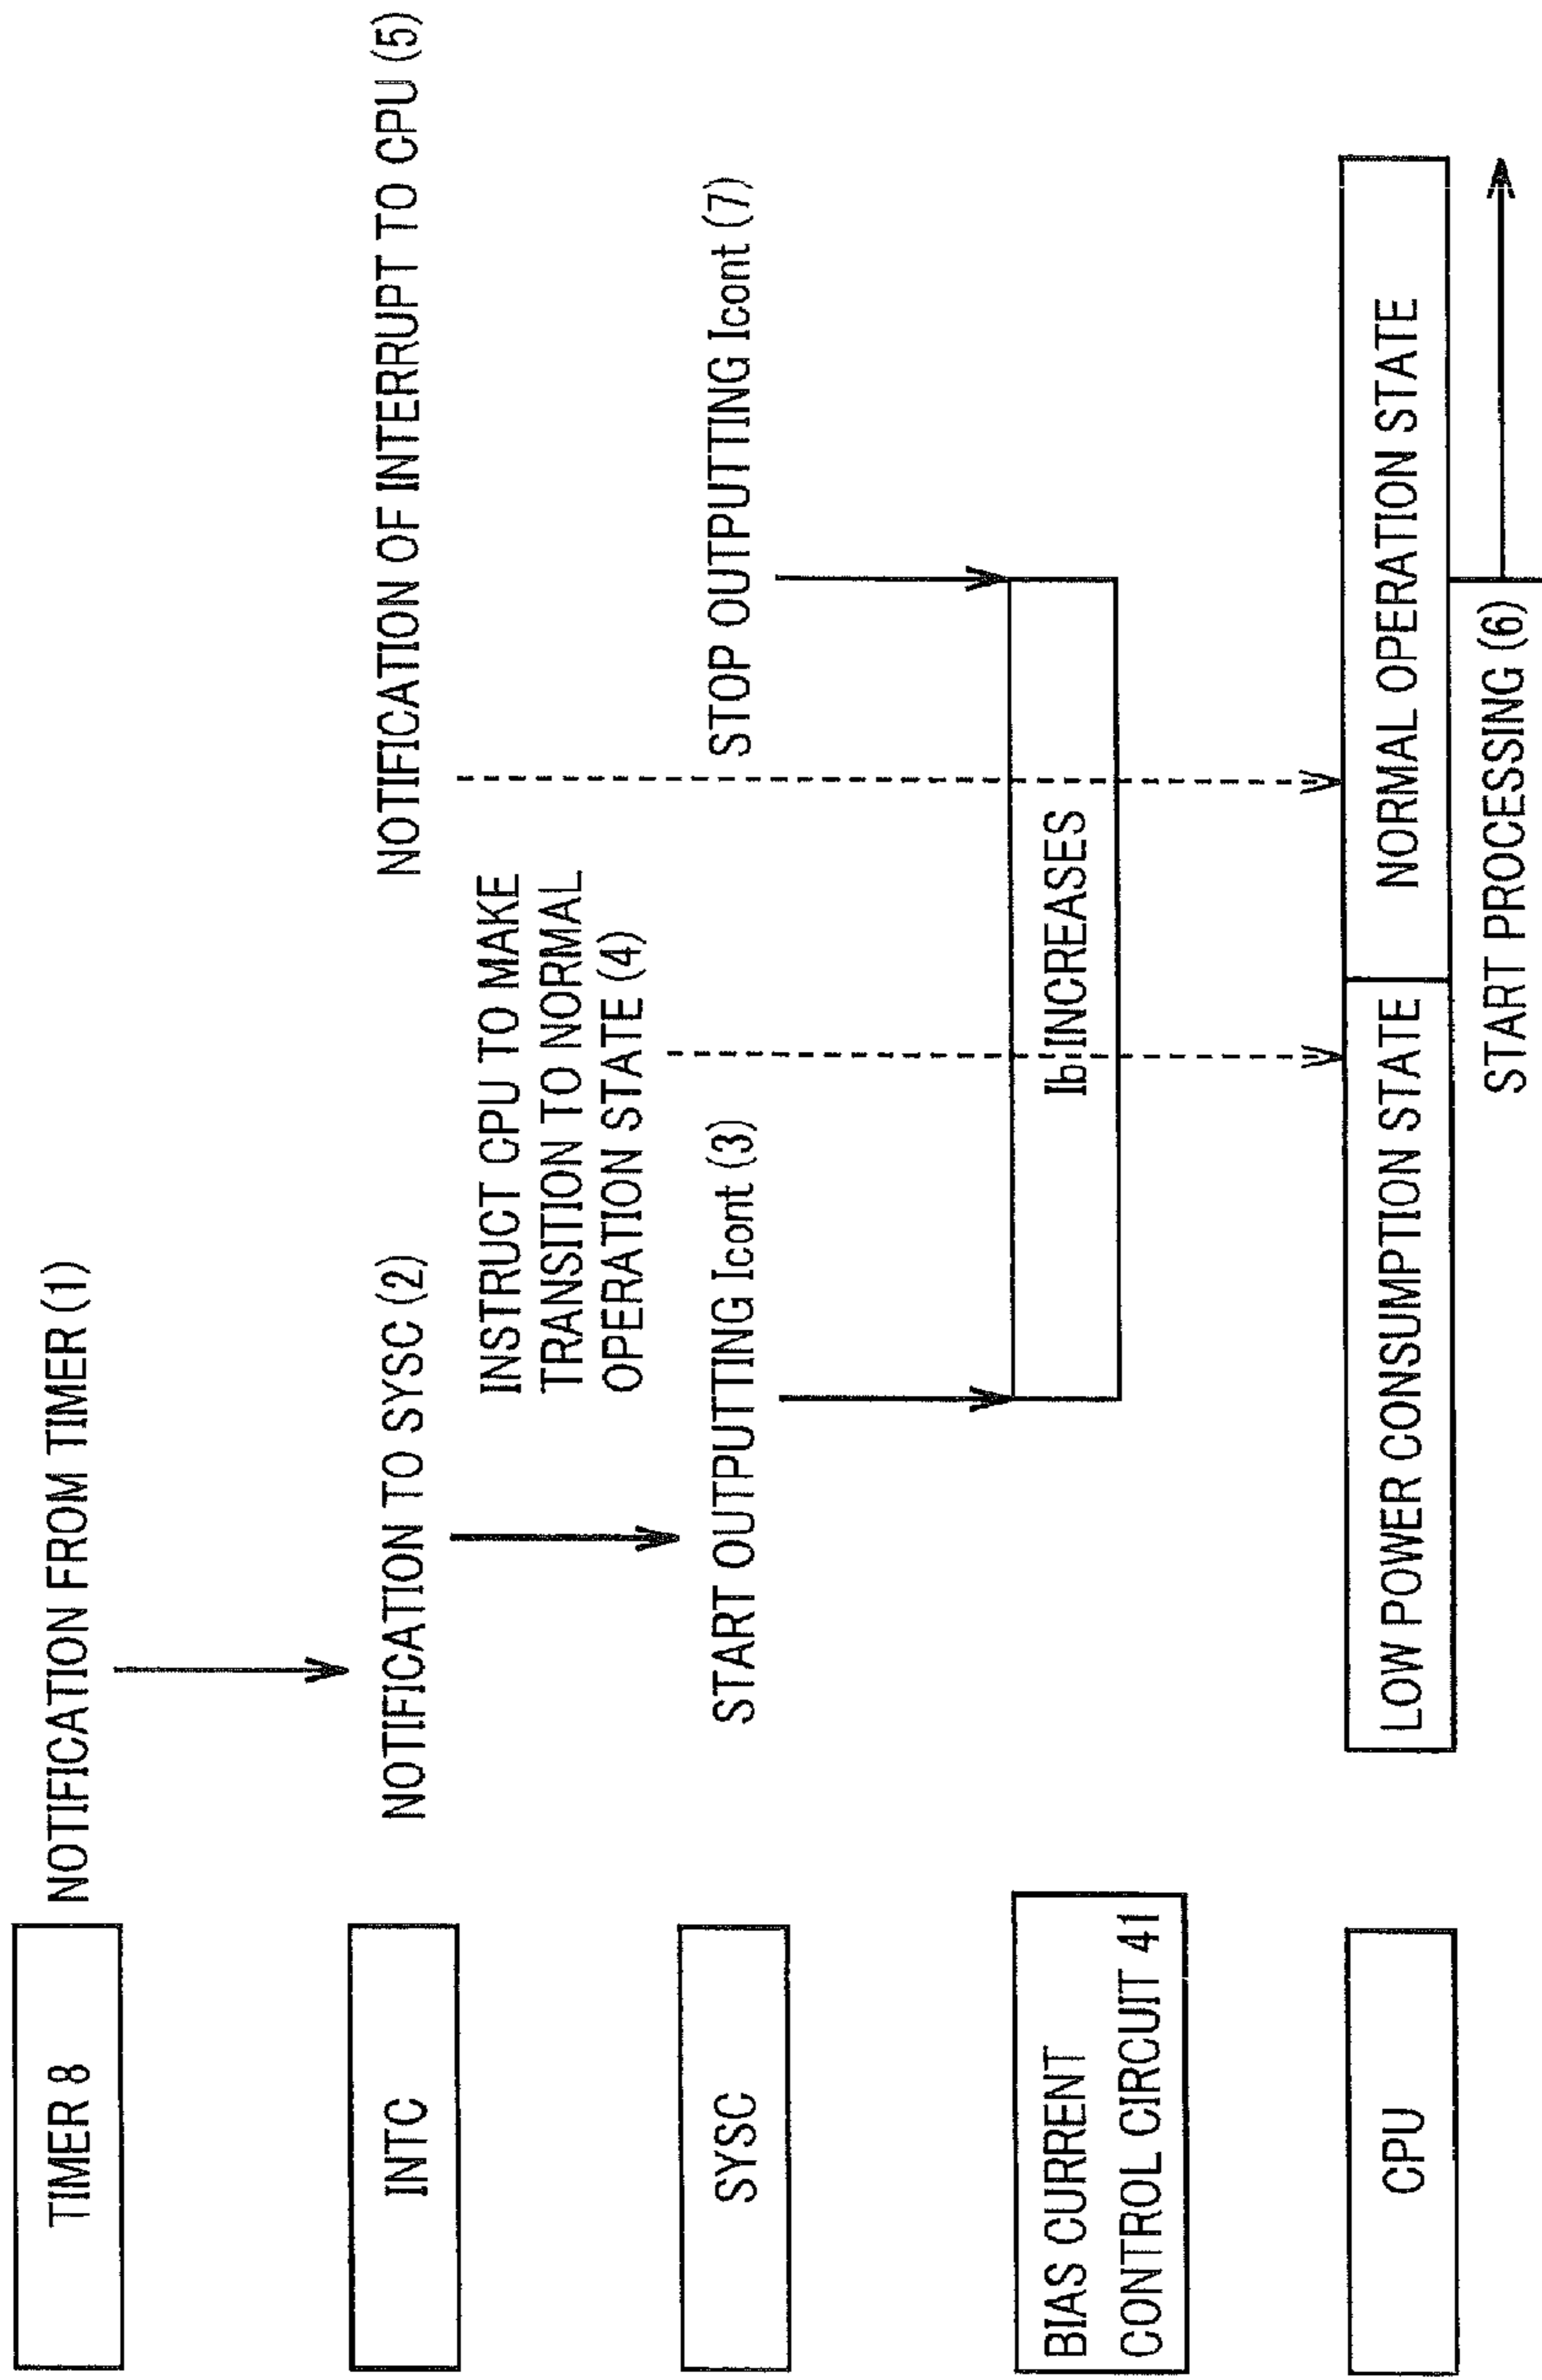 TIMER 8
NOTIFICATION FROM TIMER (1)
INTC
NOTIFICATION TO SYSC (2)
NOTIFICATION OF INTERRUPT TO CPU (5)
INSTRUCT CPU TO MAKE
TRANSITION TO NORMAL
OPERATION STATE (4)
SYSC
START OUTPUTTING Icont (3)
STOP OUTPUTTING Icont (7)
BIAS CURRENT
CONTROL CIRCUIT 41
Ib INCREASES
CPU
LOW POWER CONSUMPTION STATE
NORMAL OPERATION STATE
START PROCESSING (6)